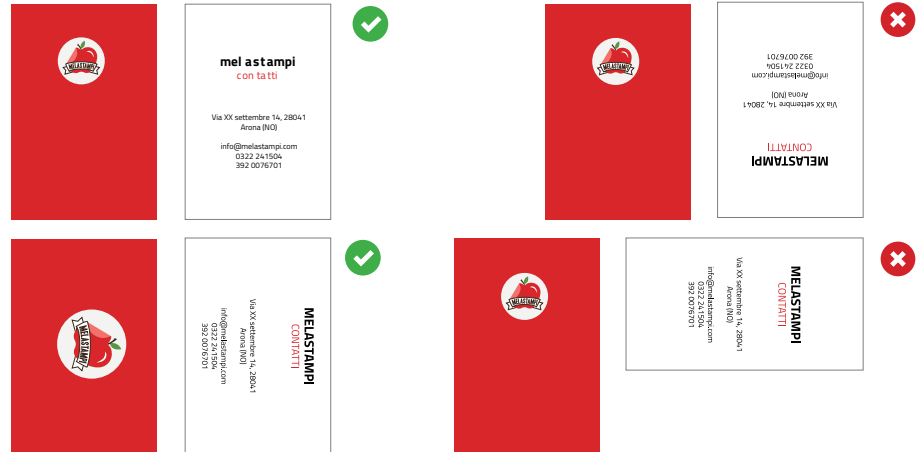 MELASTAMPI
mel astampi
con tatti
Via XX settembre 14, 28041
Arona (NO)
info@melastampi.com
0322 241504
392 0076701
MELASTAMPI
MELASTAMPI
CONTATTI
Via XX settembre 14, 28041
Arona (NO)
info@melastampi.com
0322 241504
392 0076701
MELASTAMPI
MELASTAMPI
CONTATTI
Via XX settembre 14, 28041
Arona (NO)
info@melastampi.com
0322 241504
392 0076701
MELASTAMPI
MELASTAMPI
CONTATTI
Via XX settembre 14, 28041
Arona (NO)
info@melastampi.com
0322 241504
392 0076701